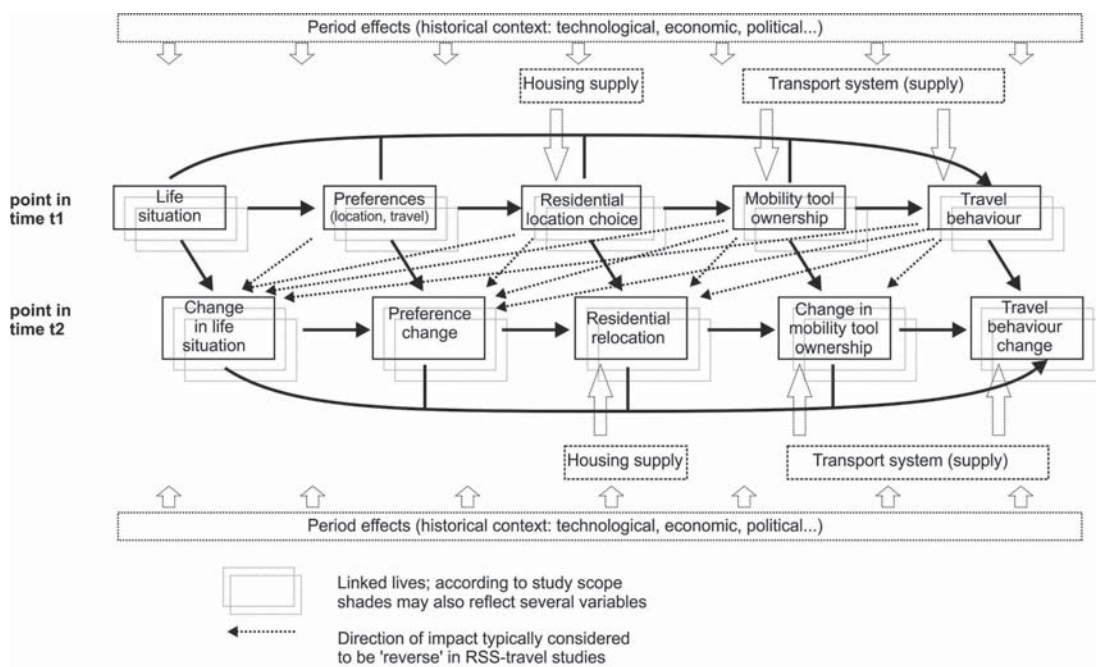 Period effects (historical context: technological, economic, political...)
Housing supply
Transport system (supply)
point in
time t1
Life
situation
Preferences
(location, travel)
Residential
location choice
Mobility tool
ownership
Travel
behaviour
point in
time t2
Change
in life
situation
Preference
change
Residential
relocation
Change in
mobility tool
ownership
Travel
behaviour
change
Housing supply
Transport system (supply)
Period effects (historical context: technological, economic, political...)
Linked lives; according to study scope
shades may also reflect several variables
Direction of impact typically considered
to be 'reverse' in RSS-travel studies